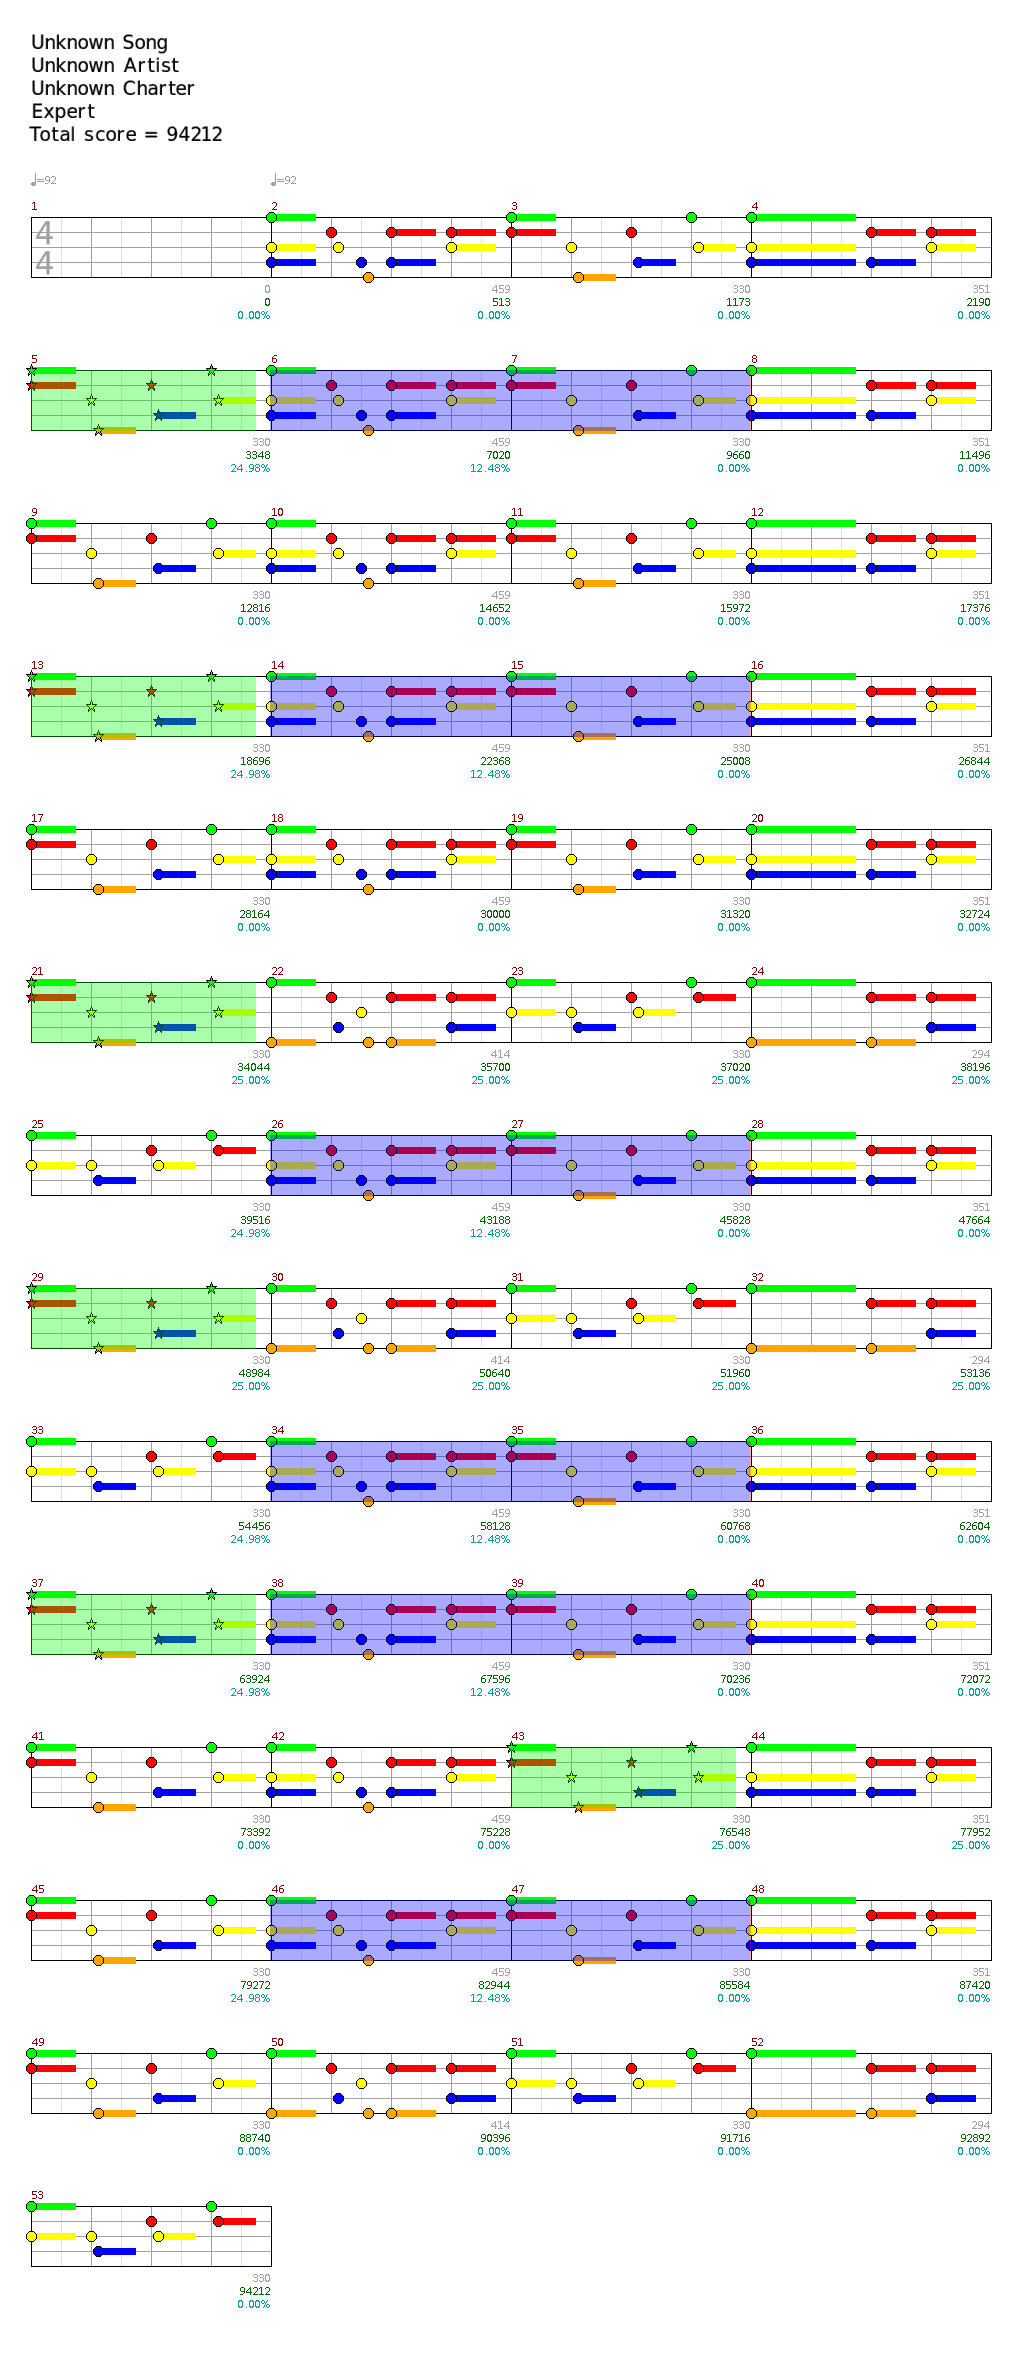 Unknown Song
Unknown Artist
Unknown Charter
Expert
Total score = 94212
♩=92 ♩=92
1 2 3 4
4
4
0 459 330 351
0 513 1173 2190
0.00% 0.00% 0.00% 0.00%
5 6 7 8
330 459 330 351
3348 7020 9660 11496
24.98% 12.48% 0.00% 0.00%
9 10 11 12
330 459 330 351
12816 14652 15972 17376
0.00% 0.00% 0.00% 0.00%
13 14 15 16
330 459 330 351
18696 22368 25008 26844
24.98% 12.48% 0.00% 0.00%
17 18 19 20
330 459 330 351
28164 30000 31320 32724
0.00% 0.00% 0.00% 0.00%
21 22 23 24
330 414 330 294
34044 35700 37020 38196
25.00% 25.00% 25.00% 25.00%
25 26 27 28
330 459 330 351
39516 43188 45828 47664
24.98% 12.48% 0.00% 0.00%
29 30 31 32
330 414 330 294
48984 50640 51960 53136
25.00% 25.00% 25.00% 25.00%
33 34 35 36
330 459 330 351
54456 58128 60768 62604
24.98% 12.48% 0.00% 0.00%
37 38 39 40
330 459 330 351
63924 67596 70236 72072
24.98% 12.48% 0.00% 0.00%
41 42 43 44
330 459 330 351
73392 75228 76548 77952
0.00% 0.00% 25.00% 25.00%
45 46 47 48
330 459 330 351
79272 82944 85584 87420
24.98% 12.48% 0.00% 0.00%
49 50 51 52
330 414 330 294
88740 90396 91716 92892
0.00% 0.00% 0.00% 0.00%
53
330
94212
0.00%